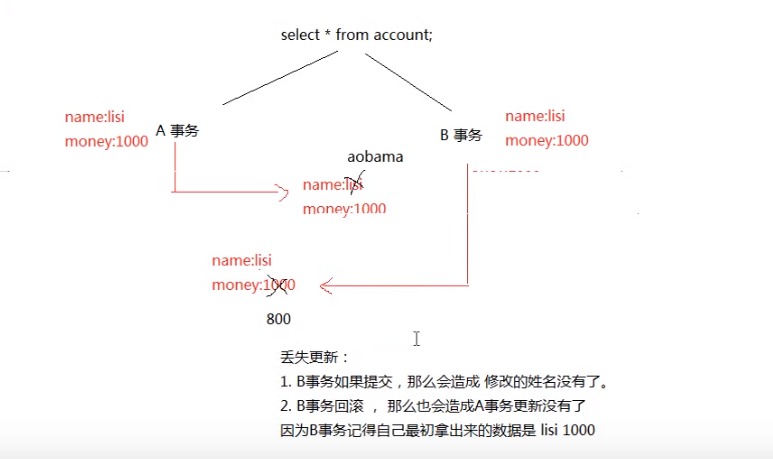 select * from account;
name:lisi
money:1000
A 事务
name:lisi
money:1000
B 事务
aobama
name:lisi
money:1000
name:lisi
money:1000
800
丢失更新：
1. B事务如果提交，那么会造成 修改的姓名没有了。
2. B事务回滚 ， 那么也会造成A事务更新没有了
因为B事务记得自己最初拿出来的数据是 lisi 1000